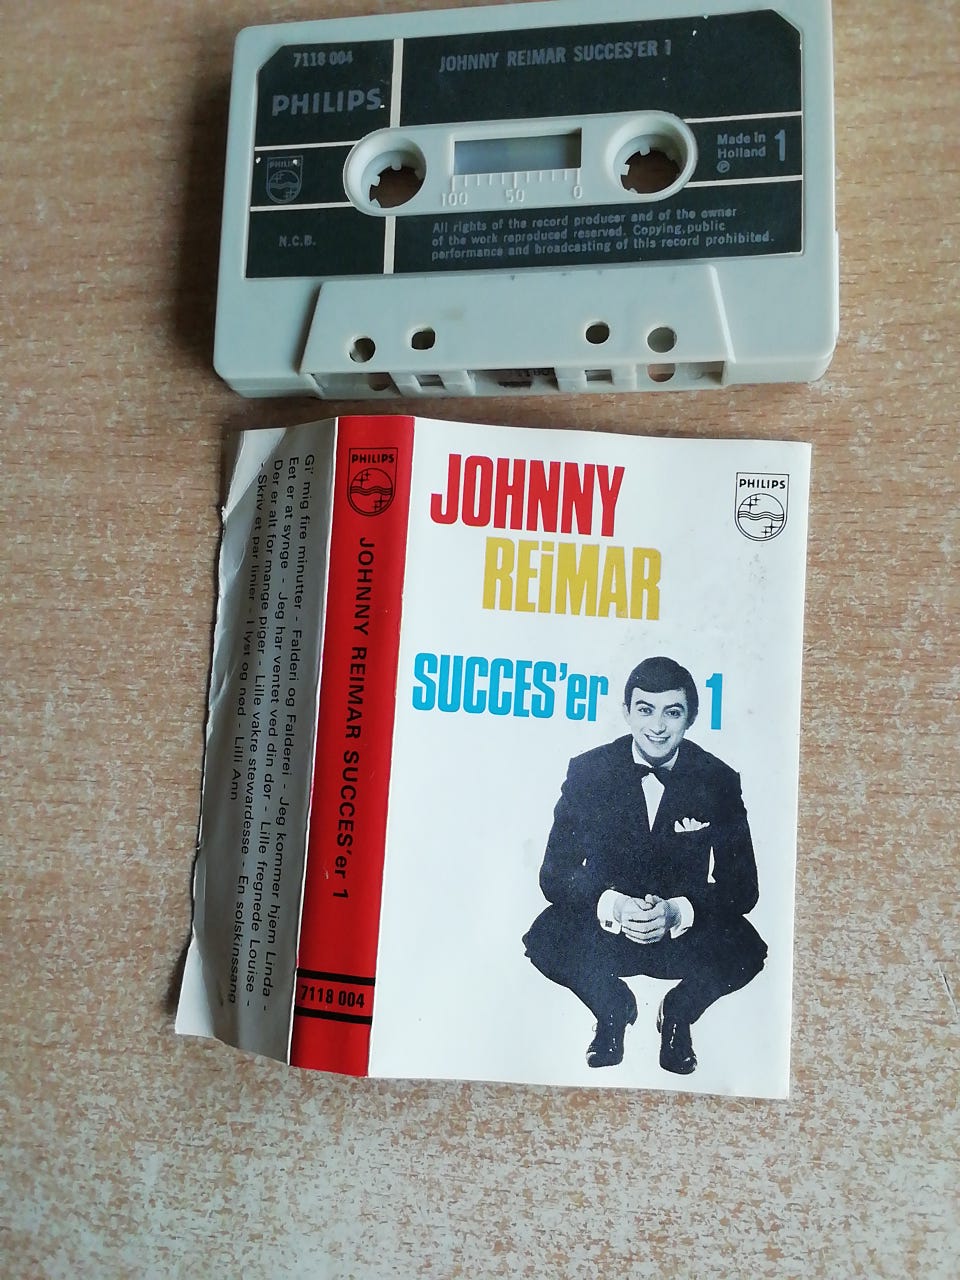 7118 004
JOHNNY REIMAR SUCCES'ER 1
PHILIPS
PHILIPS
Made in
Holland
℗
1
100 50 0
N.C.B.
All rights of the record producer and of the owner
of the work reproduced reserved. Copying, public
performance and broadcasting of this record prohibited.
Gi' mig fire minutter - Falderi og Falderei - Jeg kommer hjem Linda -
Eet er at synge - Jeg har ventet ved din dør - Lille fregnede Louise -
Der er alt for mange piger - Lille vakre stewardesse - En solskinssang
- Skriv et par linier - I lyst og nød - Lilli Ann
PHILIPS
JOHNNY REIMAR SUCCES'er 1
7118 004
JOHNNY
REiMAR
PHILIPS
SUCCES'er 1